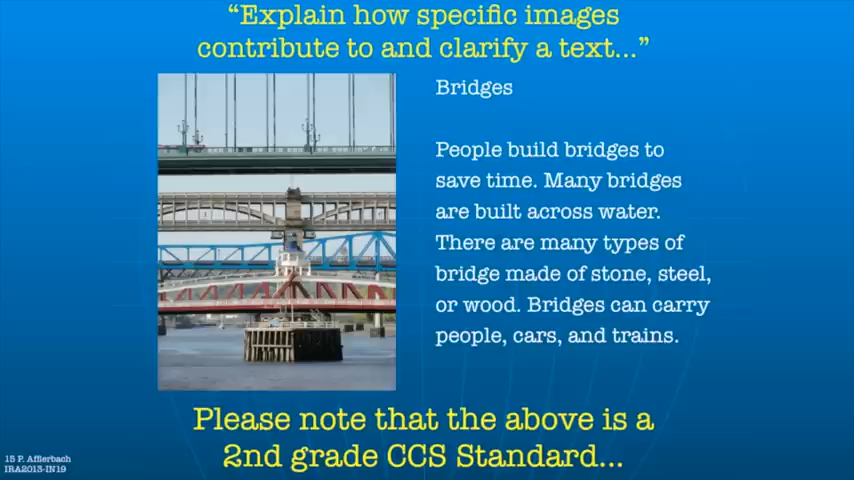 “Explain how specific images
contribute to and clarify a text...”
Bridges
People build bridges to
save time. Many bridges
are built across water.
There are many types of
bridge made of stone, steel,
or wood. Bridges can carry
people, cars, and trains.
Please note that the above is a
2nd grade CCS Standard...
15 P. Afflerbach
IRA2013-IN19